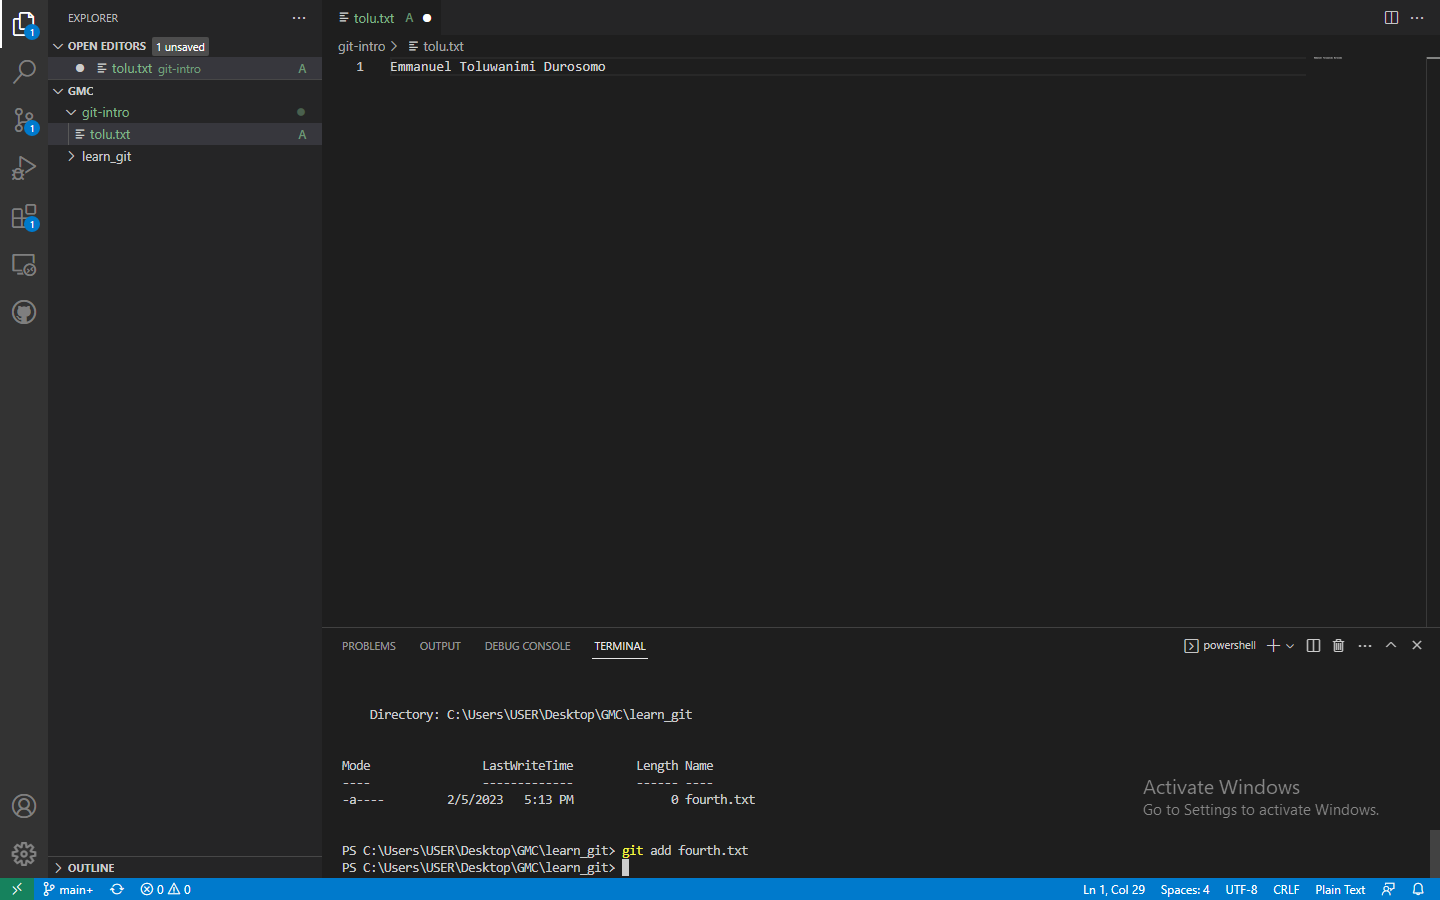 EXPLORER
OPEN EDITORS 1 unsaved
tolu.txt git-intro A
GMC
git-intro
tolu.txt A
learn_git
OUTLINE
1
1
1
tolu.txt A
git-intro > tolu.txt
1 Emmanuel Toluwanimi Durosomo
PROBLEMS OUTPUT DEBUG CONSOLE TERMINAL powershell
Directory: C:\Users\USER\Desktop\GMC\learn_git
Mode LastWriteTime Length Name
---- ------------- ------ ----
-a---- 2/5/2023 5:13 PM 0 fourth.txt
PS C:\Users\USER\Desktop\GMC\learn_git> git add fourth.txt
PS C:\Users\USER\Desktop\GMC\learn_git>
Activate Windows
Go to Settings to activate Windows.
main+ 0 0 Ln 1, Col 29 Spaces: 4 UTF-8 CRLF Plain Text